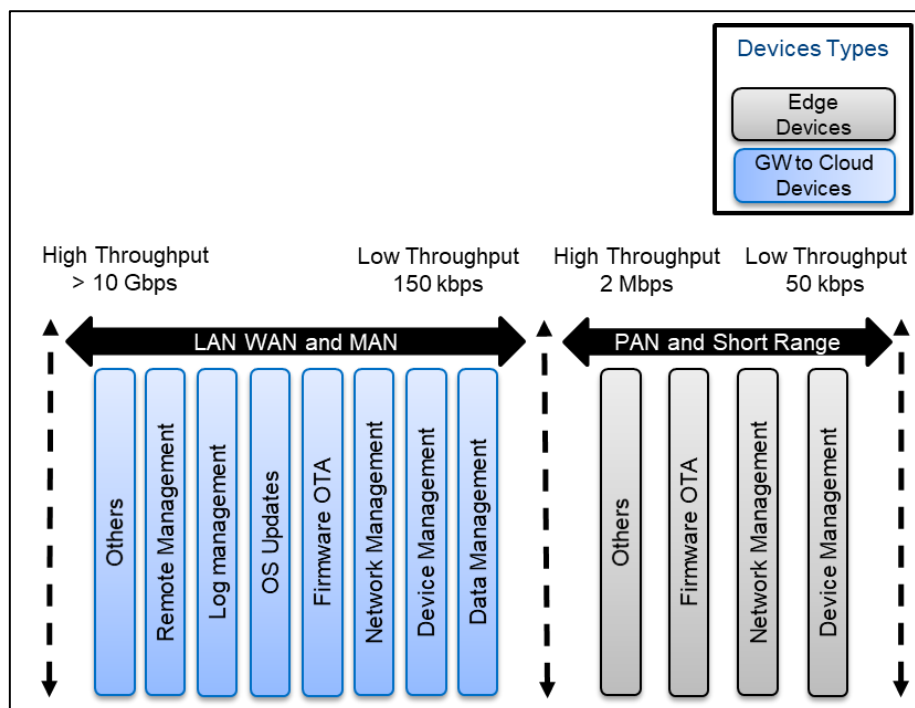 Devices Types
Edge
Devices
GW to Cloud
Devices
High Throughput
> 10 Gbps
Low Throughput
150 kbps
High Throughput
2 Mbps
Low Throughput
50 kbps
LAN WAN and MAN
PAN and Short Range
Others
Remote Management
Log management
OS Updates
Firmware OTA
Network Management
Device Management
Data Management
Others
Firmware OTA
Network Management
Device Management